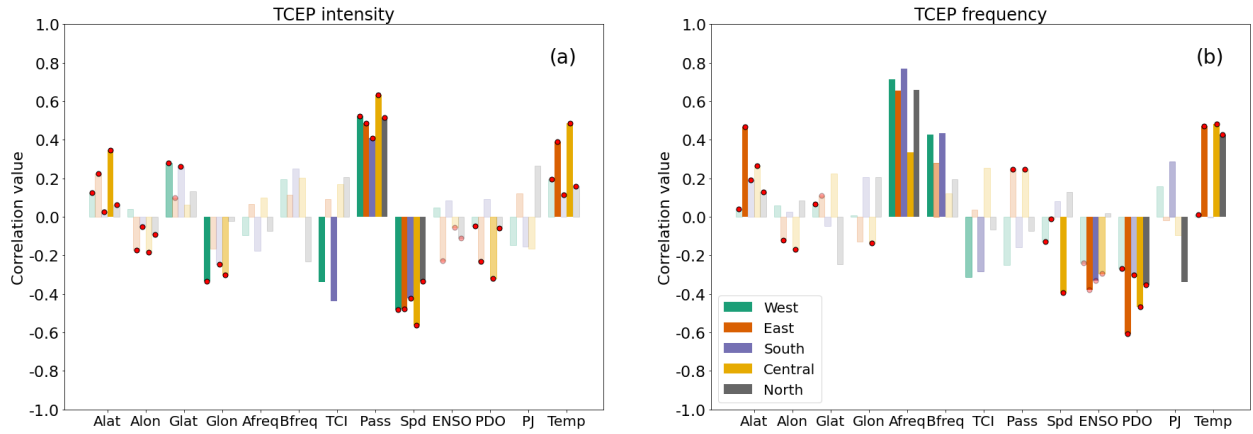 TCEP intensity
(a)
Correlation value
1.0
0.8
0.6
0.4
0.2
0.0
-0.2
-0.4
-0.6
-0.8
-1.0
Alat Alon Glat Glon Afreq Bfreq TCI Pass Spd ENSO PDO PJ Temp
TCEP frequency
(b)
Correlation value
1.0
0.8
0.6
0.4
0.2
0.0
-0.2
-0.4
-0.6
-0.8
-1.0
West
East
South
Central
North
Alat Alon Glat Glon Afreq Bfreq TCI Pass Spd ENSO PDO PJ Temp